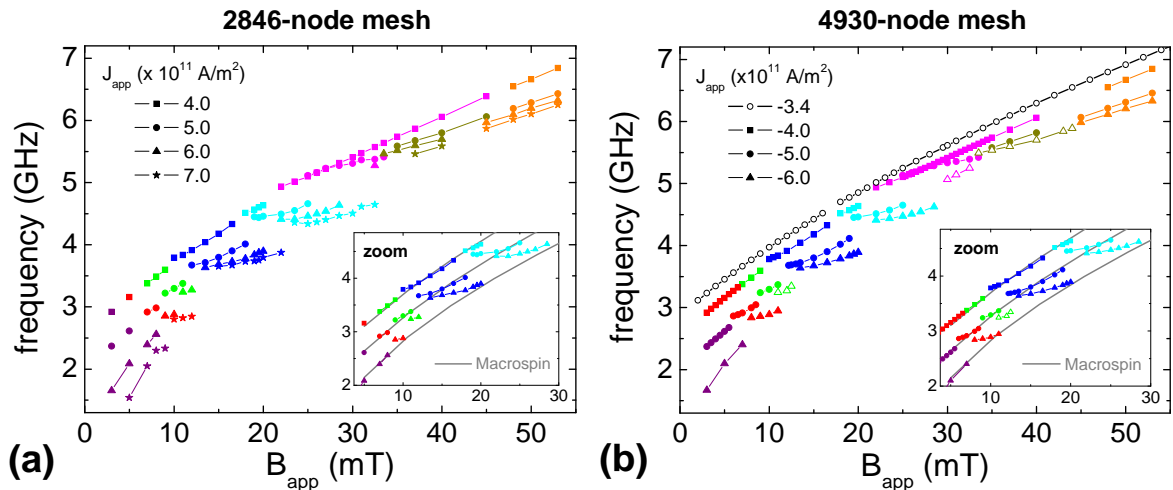 2846-node mesh
4930-node mesh
(a)
7
6
5
4
3
2
frequency (GHz)
J_app (x 10^11 A/m^2)
4.0
5.0
6.0
7.0
zoom
4
3
2
10 20 30
Macrospin
0 10 20 30 40 50
B_app (mT)
(b)
7
6
5
4
3
2
frequency (GHz)
J_app (x10^11 A/m^2)
-3.4
-4.0
-5.0
-6.0
zoom
4
3
2
10 20 30
Macrospin
0 10 20 30 40 50
B_app (mT)